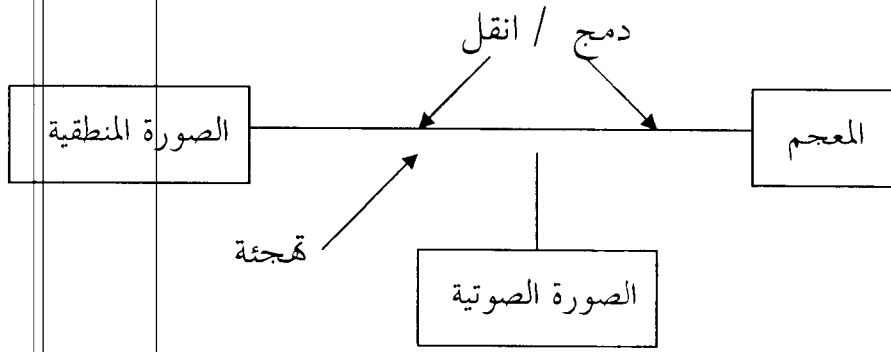 دمج / انقل
المعجم
الصورة المنطقية
تهجئة
الصورة الصوتية